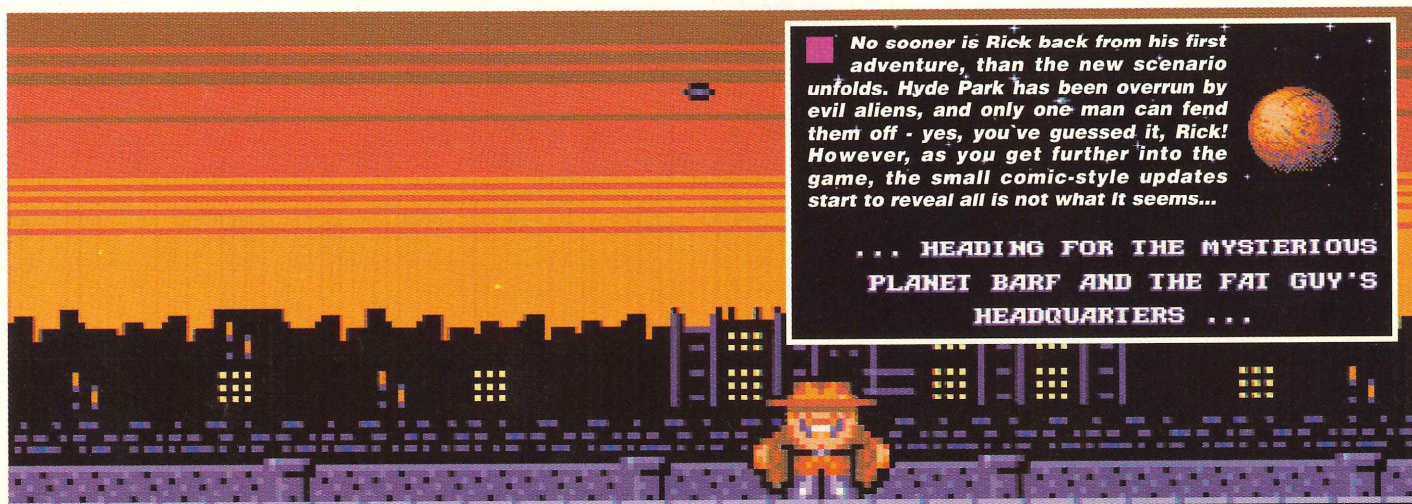 No sooner is Rick back from his first
adventure, than the new scenario
unfolds. Hyde Park has been overrun by
evil aliens, and only one man can fend
them off - yes, you`ve guessed it, Rick!
However, as you get further into the
game, the small comic-style updates
start to reveal all is not what It seems...
... HEADING FOR THE MYSTERIOUS
PLANET BARF AND THE FAT GUY'S
HEADQUARTERS ...